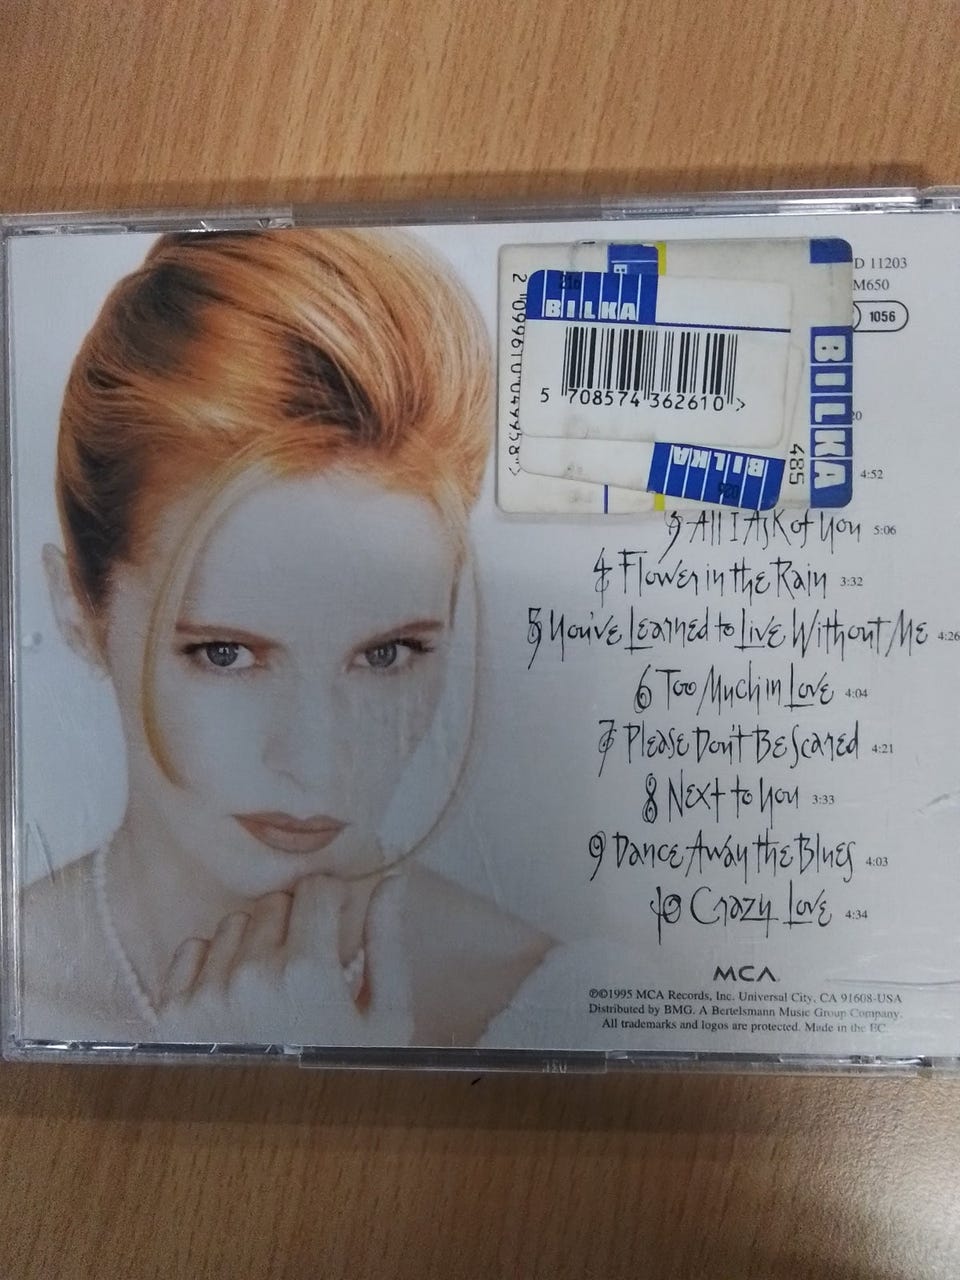 D 11203
M650
1056
BILKA
210
BILKA
5 708574 362610 >
BILKA
485
20
4:52
3 All I Ask of You 5:06
4 Flower in the Rain 3:32
5 You've Learned to Live Without Me 4:26
6 Too Much in Love 4:04
7 Please Don't Be Scared 4:21
8 Next to You 3:33
9 Dance Away the Blues 4:03
10 Crazy Love 4:34
MCA
℗©1995 MCA Records, Inc. Universal City, CA 91608-USA
Distributed by BMG. A Bertelsmann Music Group Company.
All trademarks and logos are protected. Made in the EC.